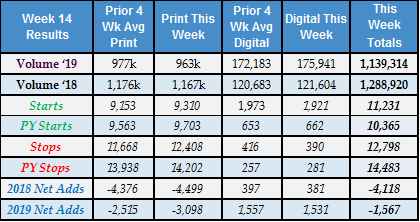 Week 14 Results | Prior 4 Wk Avg Print | Print This Week | Prior 4 Wk Avg Digital | Digital This Week | This Week Totals
Volume ‘19 | 977k | 963k | 172,183 | 175,941 | 1,139,314
Volume ‘18 | 1,176k | 1,167k | 120,683 | 121,604 | 1,288,920
Starts | 9,153 | 9,310 | 1,973 | 1,921 | 11,231
PY Starts | 9,563 | 9,703 | 653 | 662 | 10,365
Stops | 11,668 | 12,408 | 416 | 390 | 12,798
PY Stops | 13,938 | 14,202 | 257 | 281 | 14,483
2018 Net Adds | -4,376 | -4,499 | 397 | 381 | -4,118
2019 Net Adds | -2,515 | -3,098 | 1,557 | 1,531 | -1,567